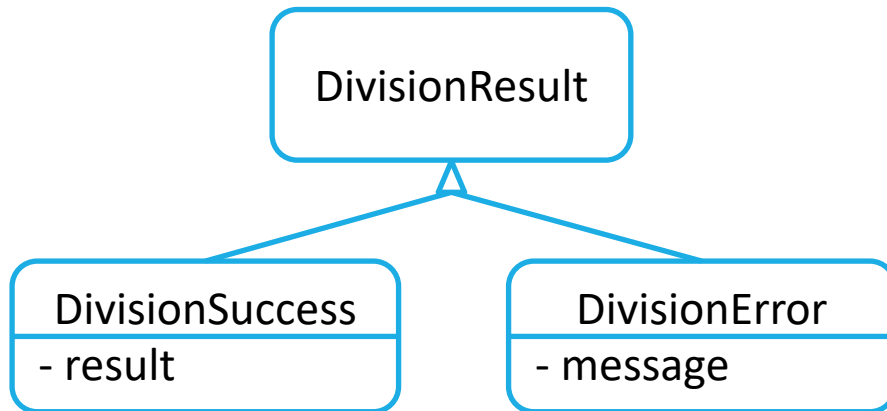 DivisionResult
DivisionSuccess
- result
DivisionError
- message